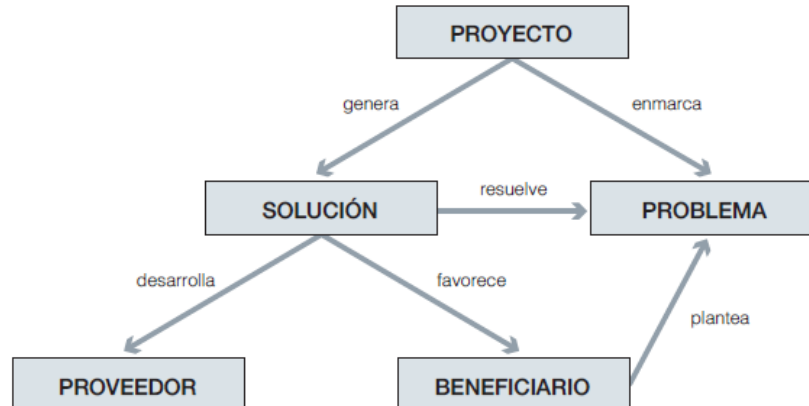 PROYECTO
genera
enmarca
SOLUCIÓN
resuelve
PROBLEMA
desarrolla
favorece
plantea
PROVEEDOR
BENEFICIARIO